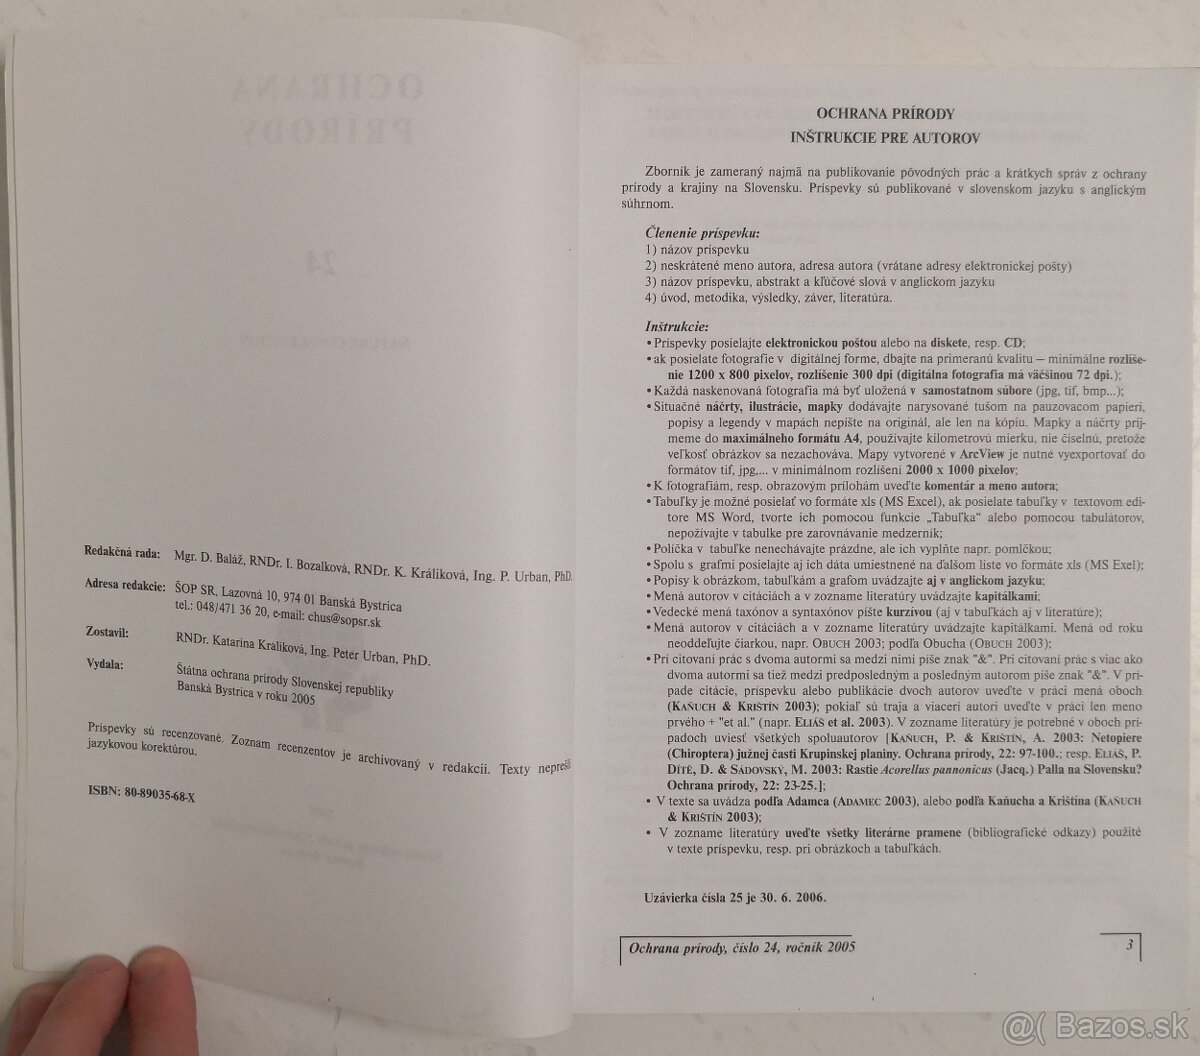 Redakčná rada: Mgr. D. Baláž, RNDr. I. Bozalková, RNDr. K. Králiková, Ing. P. Urban, PhD.
Adresa redakcie: ŠOP SR, Lazovná 10, 974 01 Banská Bystrica
tel.: 048/471 36 20, e-mail: chus@sopsr.sk
Zostavil: RNDr. Katarína Králiková, Ing. Peter Urban, PhD.
Vydala: Štátna ochrana prírody Slovenskej republiky
Banská Bystrica v roku 2005
Príspevky sú recenzované. Zoznam recenzentov je archivovaný v redakcii. Texty neprešli
jazykovou korektúrou.
ISBN: 80-89035-68-X
OCHRANA PRÍRODY
INŠTRUKCIE PRE AUTOROV
Zborník je zameraný najmä na publikovanie pôvodných prác a krátkych správ z ochrany
prírody a krajiny na Slovensku. Príspevky sú publikované v slovenskom jazyku s anglickým
súhrnom.
Členenie príspevku:
1) názov príspevku
2) neskrátené meno autora, adresa autora (vrátane adresy elektronickej pošty)
3) názov príspevku, abstrakt a kľúčové slová v anglickom jazyku
4) úvod, metodika, výsledky, záver, literatúra.
Inštrukcie:
• Príspevky posielajte elektronickou poštou alebo na diskete, resp. CD;
• ak posielate fotografie v digitálnej forme, dbajte na primeranú kvalitu – minimálne rozlíše-
nie 1200 x 800 pixelov, rozlíšenie 300 dpi (digitálna fotografia má väčšinou 72 dpi.);
• Každá naskenovaná fotografia má byť uložená v samostatnom súbore (jpg, tif, bmp...);
• Situačné náčrty, ilustrácie, mapky dodávajte narysované tušom na pauzovacom papieri,
popisy a legendy v mapách nepíšte na originál, ale len na kópiu. Mapky a náčrty prij-
meme do maximálneho formátu A4, používajte kilometrovú mierku, nie číselnú, pretože
veľkosť obrázkov sa nezachováva. Mapy vytvorené v ArcView je nutné vyexportovať do
formátov tif, jpg,... v minimálnom rozlíšení 2000 x 1000 pixelov;
• K fotografiám, resp. obrazovým prílohám uveďte komentár a meno autora;
• Tabuľky je možné posielať vo formáte xls (MS Excel), ak posielate tabuľky v textovom edi-
tore MS Word, tvorte ich pomocou funkcie „Tabuľka“ alebo pomocou tabulátorov,
nepoužívajte v tabulke pre zarovnávanie medzerník;
• Políčka v tabuľke nenechávajte prázdne, ale ich vyplňte napr. pomlčkou;
• Spolu s grafmi posielajte aj ich dáta umiestnené na ďalšom liste vo formáte xls (MS Exel);
• Popisy k obrázkom, tabuľkám a grafom uvádzajte aj v anglickom jazyku;
• Mená autorov v citáciách a v zozname literatúry uvádzajte kapitálkami;
• Vedecké mená taxónov a syntaxónov píšte kurzívou (aj v tabuľkách aj v literatúre);
• Mená autorov v citáciách a v zozname literatúry uvádzajte kapitálkami. Mená od roku
neoddeľujte čiarkou, napr. OBUCH 2003; podľa Obucha (OBUCH 2003);
• Pri citovaní prác s dvoma autormi sa medzi nimi píše znak "&". Pri citovaní prác s viac ako
dvoma autormi sa tiež medzi predposledným a posledným autorom píše znak "&". V prí-
pade citácie, príspevku alebo publikácie dvoch autorov uveďte v práci mená oboch
(KAŇUCH & KRIŠTÍN 2003); pokiaľ sú traja a viacerí autori uveďte v práci len meno
prvého + "et al." (napr. ELIÁŠ et al. 2003). V zozname literatúry je potrebné v oboch prí-
padoch uviesť všetkých spoluautorov [KAŇUCH, P. & KRIŠTÍN, A. 2003: Netopiere
(Chiroptera) južnej časti Krupinskej planiny. Ochrana prírody, 22: 97-100.; resp. ELIÁŠ, P.
DÍTĚ, D. & SÁDOVSKÝ, M. 2003: Rastie Acorellus pannonicus (Jacq.) Palla na Slovensku?
Ochrana prírody, 22: 23-25.];
• V texte sa uvádza podľa Adamca (ADAMEC 2003), alebo podľa Kaňucha a Krištína (KAŇUCH
& KRIŠTÍN 2003);
• V zozname literatúry uveďte všetky literárne pramene (bibliografické odkazy) použité
v texte príspevku, resp. pri obrázkoch a tabuľkách.
Uzávierka čísla 25 je 30. 6. 2006.
Ochrana prírody, číslo 24, ročník 2005 3
@( Bazos.sk